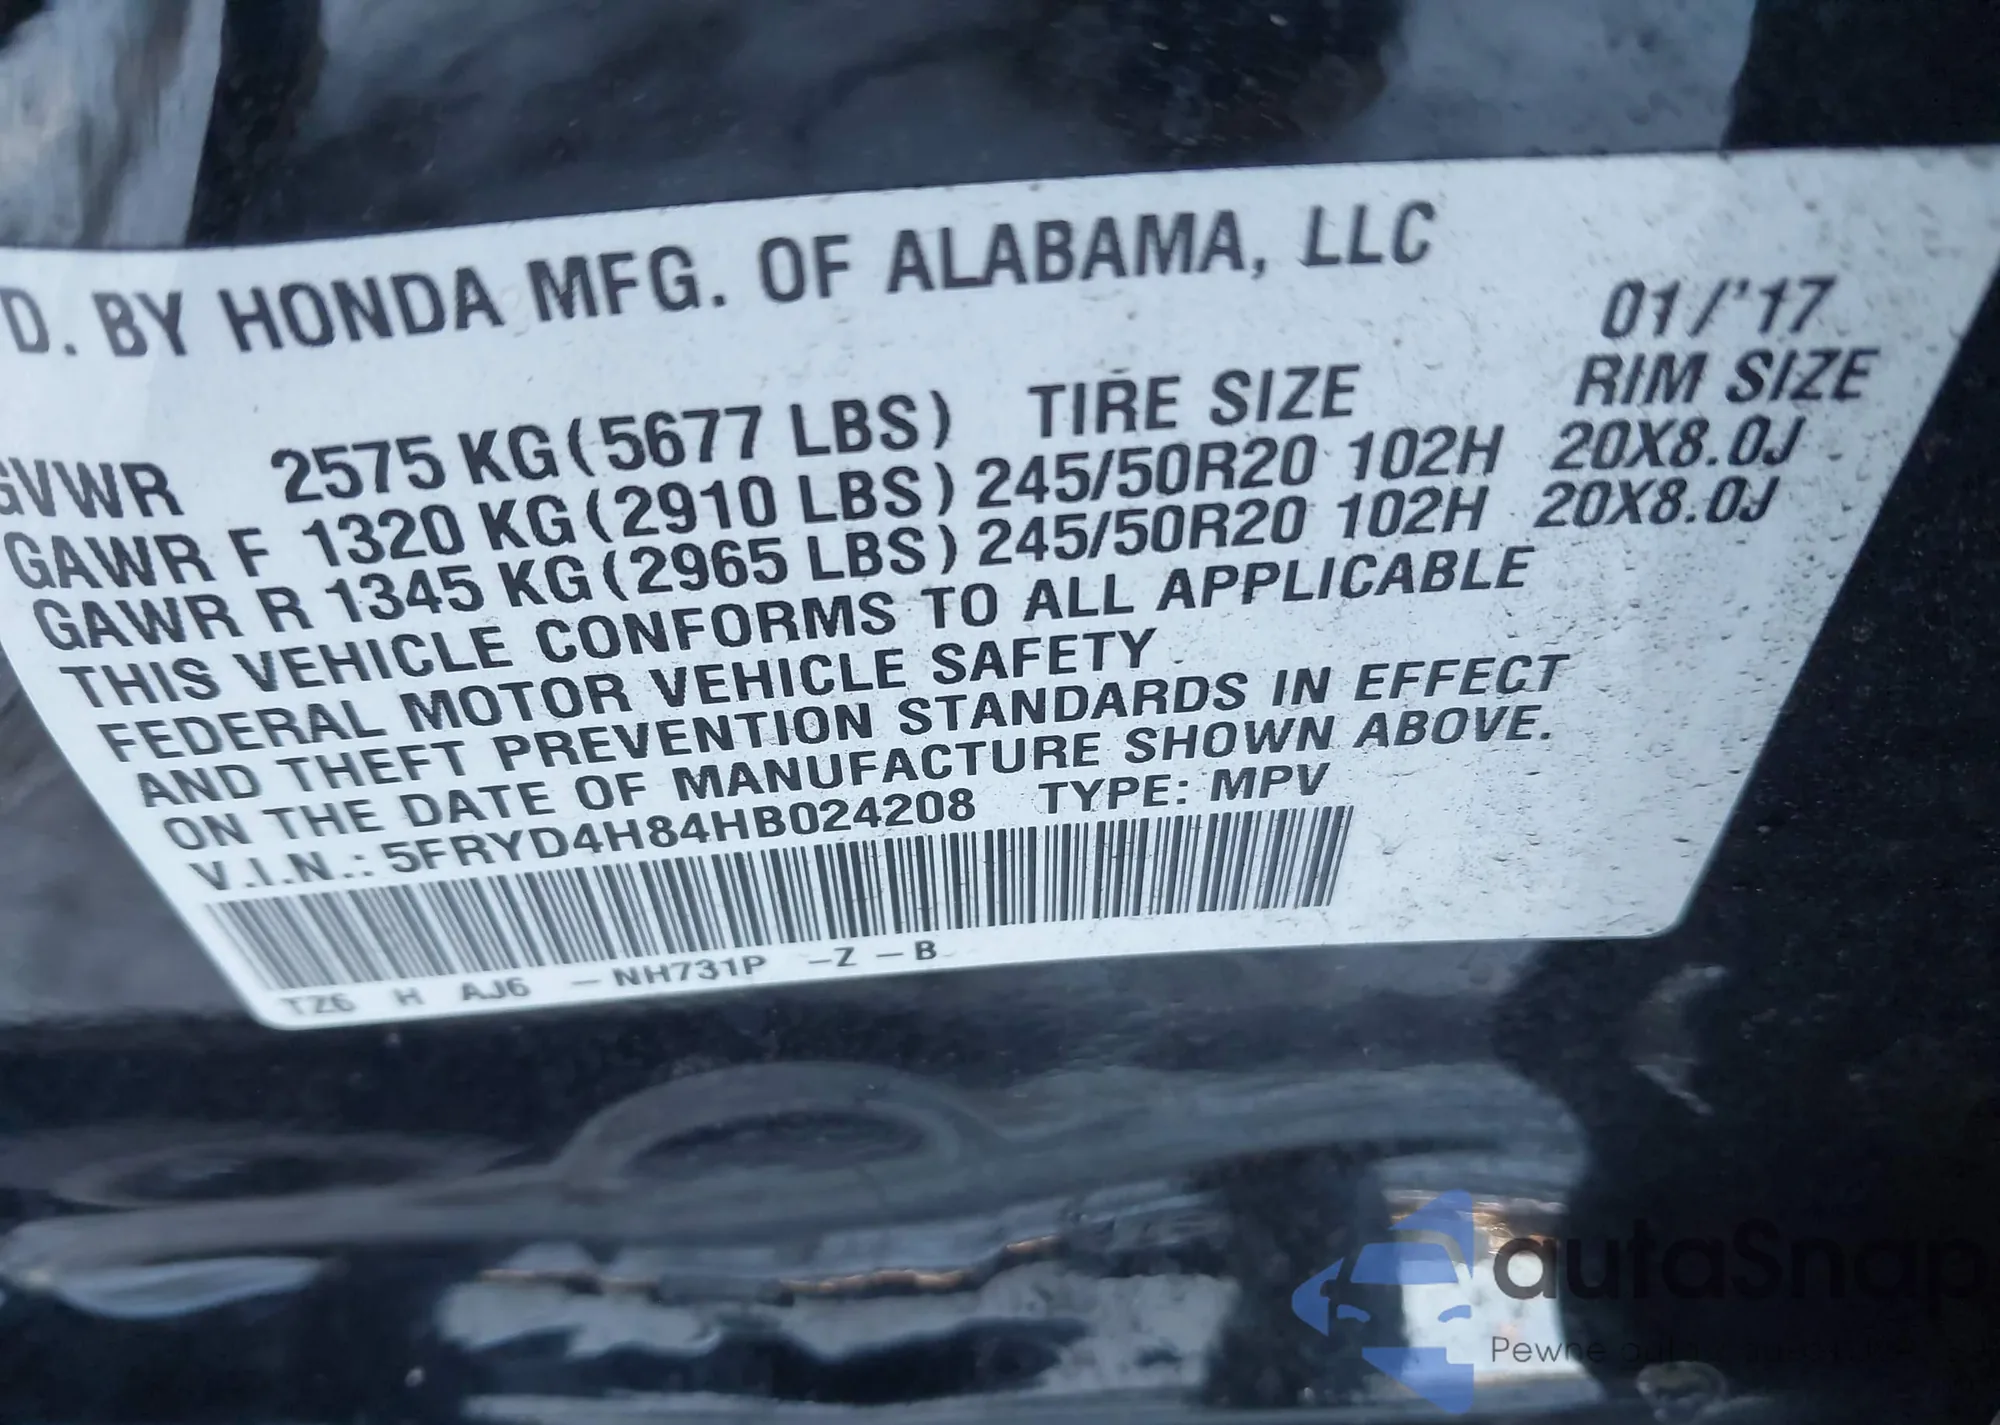 D. BY HONDA MFG. OF ALABAMA, LLC
01/'17
GVWR 2575 KG (5677 LBS) TIRE SIZE RIM SIZE
GAWR F 1320 KG (2910 LBS) 245/50R20 102H 20X8.0J
GAWR R 1345 KG (2965 LBS) 245/50R20 102H 20X8.0J
THIS VEHICLE CONFORMS TO ALL APPLICABLE
FEDERAL MOTOR VEHICLE SAFETY
AND THEFT PREVENTION STANDARDS IN EFFECT
ON THE DATE OF MANUFACTURE SHOWN ABOVE.
V.I.N.: 5FRYD4H84HB024208 TYPE: MPV
TZ6 H AJ6 -NH731P -Z -B
autaSnap
Pewne